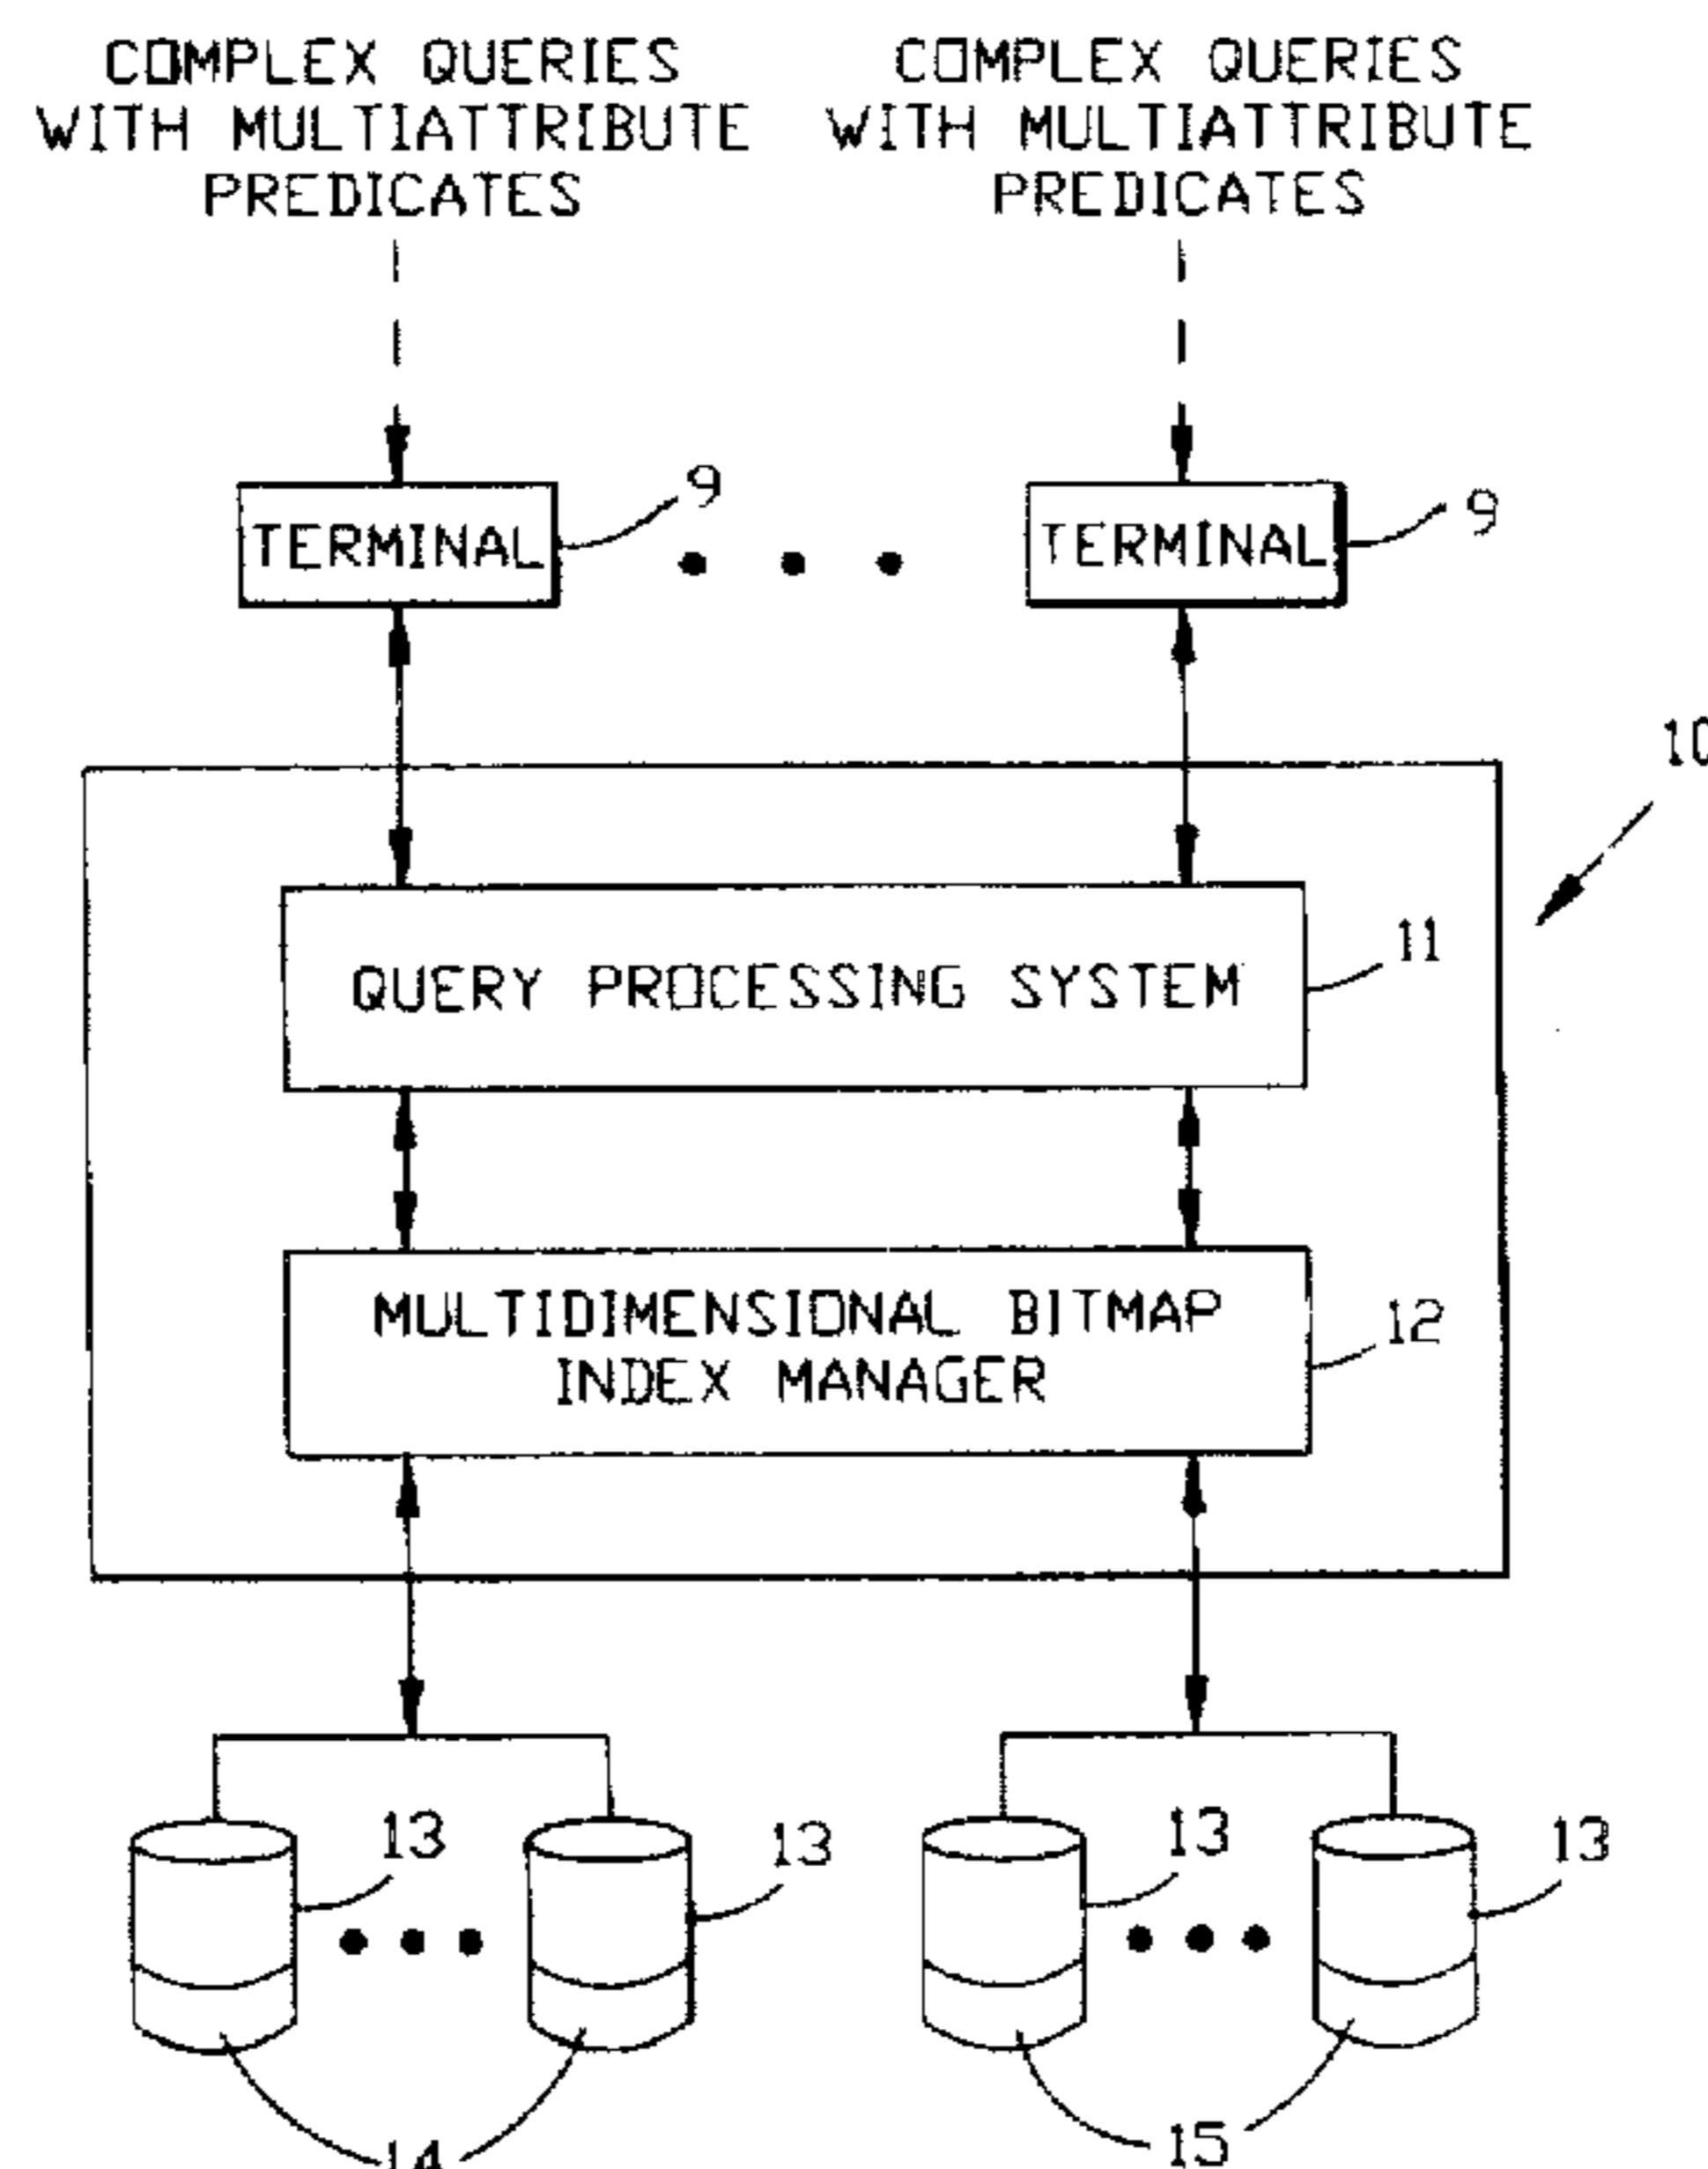 COMPLEX QUERIES
WITH MULTIATTRIBUTE
PREDICATES
COMPLEX QUERIES
WITH MULTIATTRIBUTE
PREDICATES
TERMINAL
9
TERMINAL
9
10
QUERY PROCESSING SYSTEM
11
MULTIDIMENSIONAL BITMAP
INDEX MANAGER
12
13
13
13
13
14
15